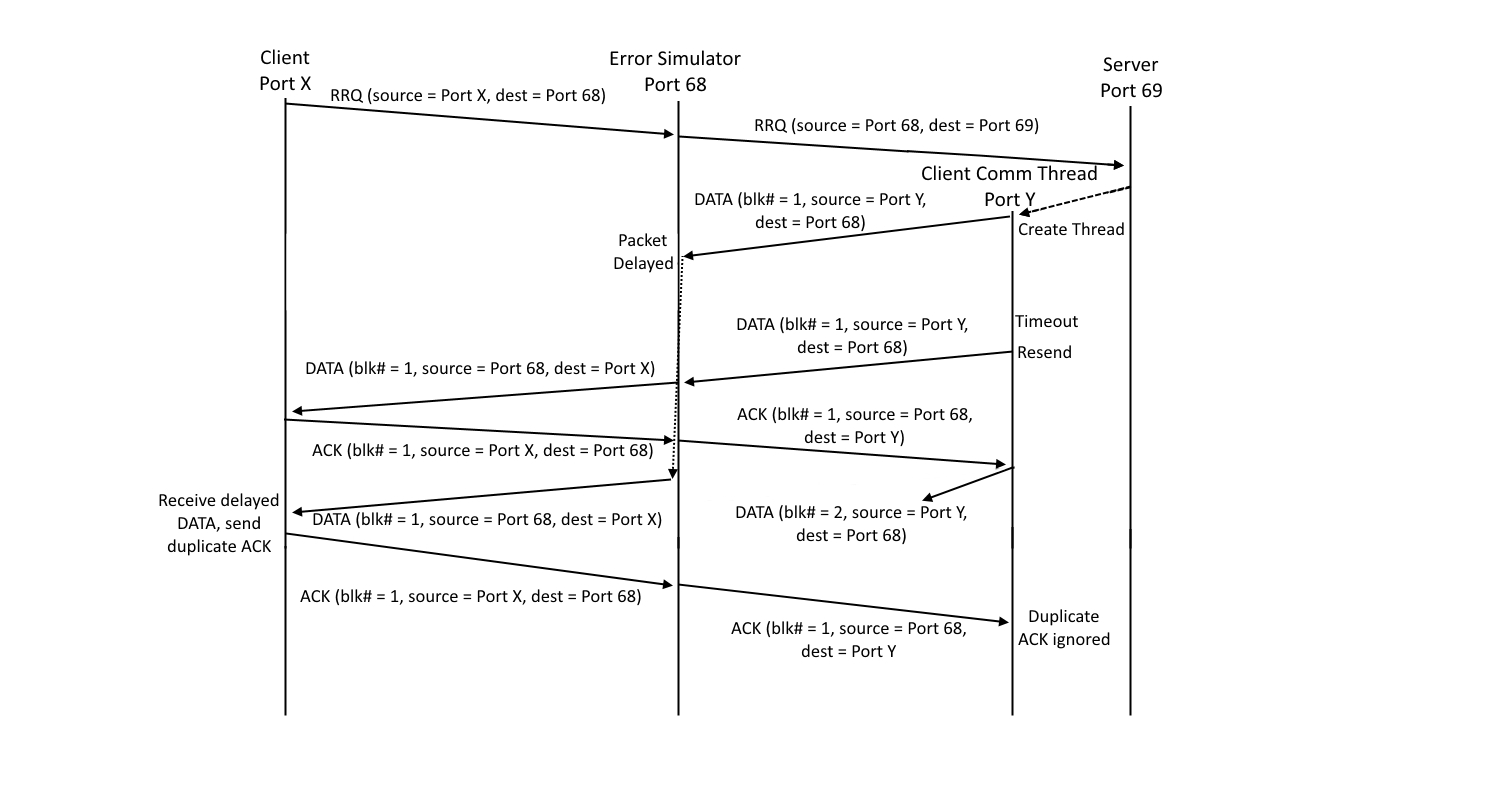 Client
Port X
Error Simulator
Port 68
Server
Port 69
RRQ (source = Port X, dest = Port 68)
RRQ (source = Port 68, dest = Port 69)
Client Comm Thread
Port Y
DATA (blk# = 1, source = Port Y,
dest = Port 68)
Create Thread
Packet
Delayed
Timeout
DATA (blk# = 1, source = Port Y,
dest = Port 68)
Resend
DATA (blk# = 1, source = Port 68, dest = Port X)
ACK (blk# = 1, source = Port 68,
dest = Port Y)
ACK (blk# = 1, source = Port X, dest = Port 68)
Receive delayed
DATA, send
duplicate ACK
DATA (blk# = 1, source = Port 68, dest = Port X)
DATA (blk# = 2, source = Port Y,
dest = Port 68)
ACK (blk# = 1, source = Port X, dest = Port 68)
ACK (blk# = 1, source = Port 68,
dest = Port Y
Duplicate
ACK ignored